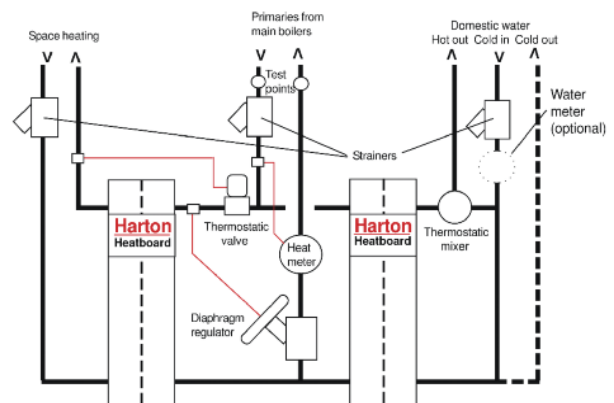 Space heating
Primaries from
main boilers
Domestic water
Hot out Cold in Cold out
Test
points
Water
meter
(optional)
Strainers
Harton
Heatboard
Thermostatic
valve
Heat
meter
Harton
Heatboard
Thermostatic
mixer
Diaphragm
regulator